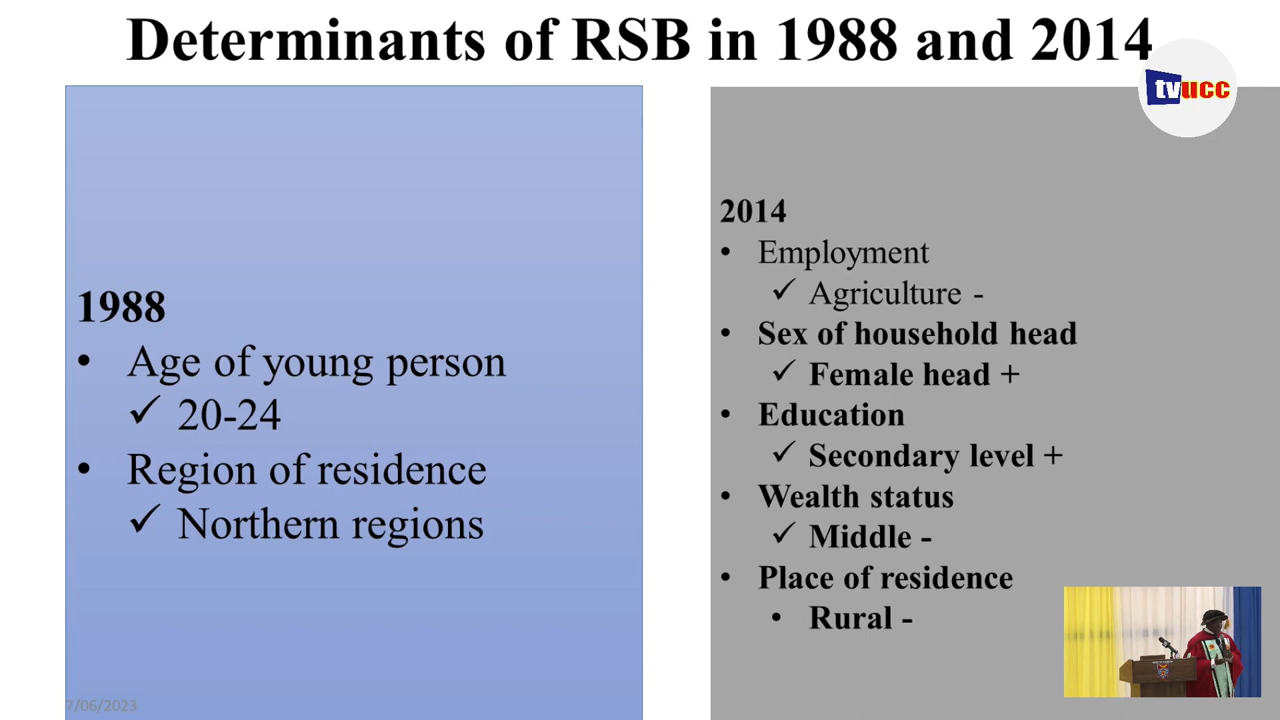 Determinants of RSB in 1988 and 2014
tvucc
1988
• Age of young person
✓ 20-24
• Region of residence
✓ Northern regions
2014
• Employment
✓ Agriculture -
• Sex of household head
✓ Female head +
• Education
✓ Secondary level +
• Wealth status
✓ Middle -
• Place of residence
• Rural -
7/06/2023